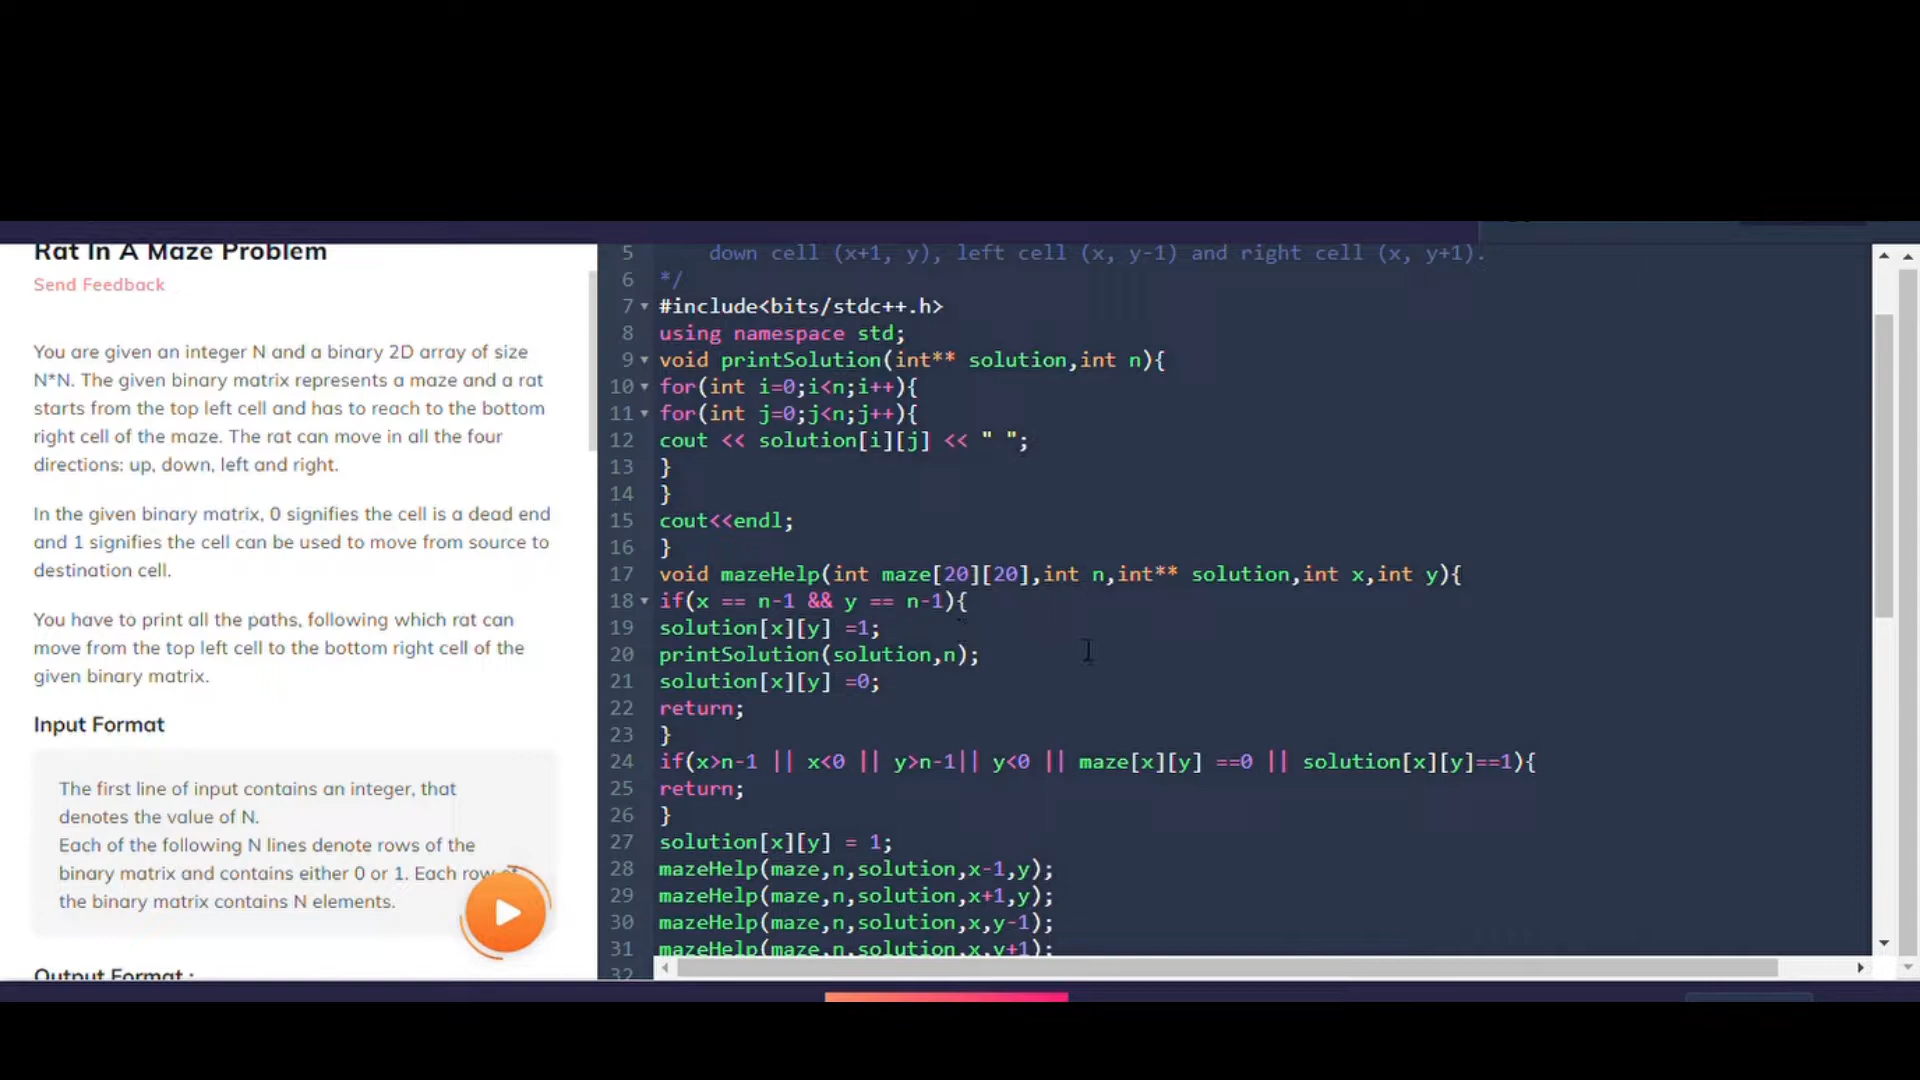 Rat In A Maze Problem
Send Feedback
You are given an integer N and a binary 2D array of size
N*N. The given binary matrix represents a maze and a rat
starts from the top left cell and has to reach to the bottom
right cell of the maze. The rat can move in all the four
directions: up, down, left and right.
In the given binary matrix, 0 signifies the cell is a dead end
and 1 signifies the cell can be used to move from source to
destination cell.
You have to print all the paths, following which rat can
move from the top left cell to the bottom right cell of the
given binary matrix.
Input Format
The first line of input contains an integer, that
denotes the value of N.
Each of the following N lines denote rows of the
binary matrix and contains either 0 or 1. Each row of
the binary matrix contains N elements.
Output Format :
5 down cell (x+1, y), left cell (x, y-1) and right cell (x, y+1).
6 */
7 #include<bits/stdc++.h>
8 using namespace std;
9 void printSolution(int** solution,int n){
10 for(int i=0;i<n;i++){
11 for(int j=0;j<n;j++){
12 cout << solution[i][j] << " ";
13 }
14 }
15 cout<<endl;
16 }
17 void mazeHelp(int maze[20][20],int n,int** solution,int x,int y){
18 if(x == n-1 && y == n-1){
19 solution[x][y] =1;
20 printSolution(solution,n);
21 solution[x][y] =0;
22 return;
23 }
24 if(x>n-1 || x<0 || y>n-1|| y<0 || maze[x][y] ==0 || solution[x][y]==1){
25 return;
26 }
27 solution[x][y] = 1;
28 mazeHelp(maze,n,solution,x-1,y);
29 mazeHelp(maze,n,solution,x+1,y);
30 mazeHelp(maze,n,solution,x,y-1);
31 mazeHelp(maze,n,solution,x,y+1);
32